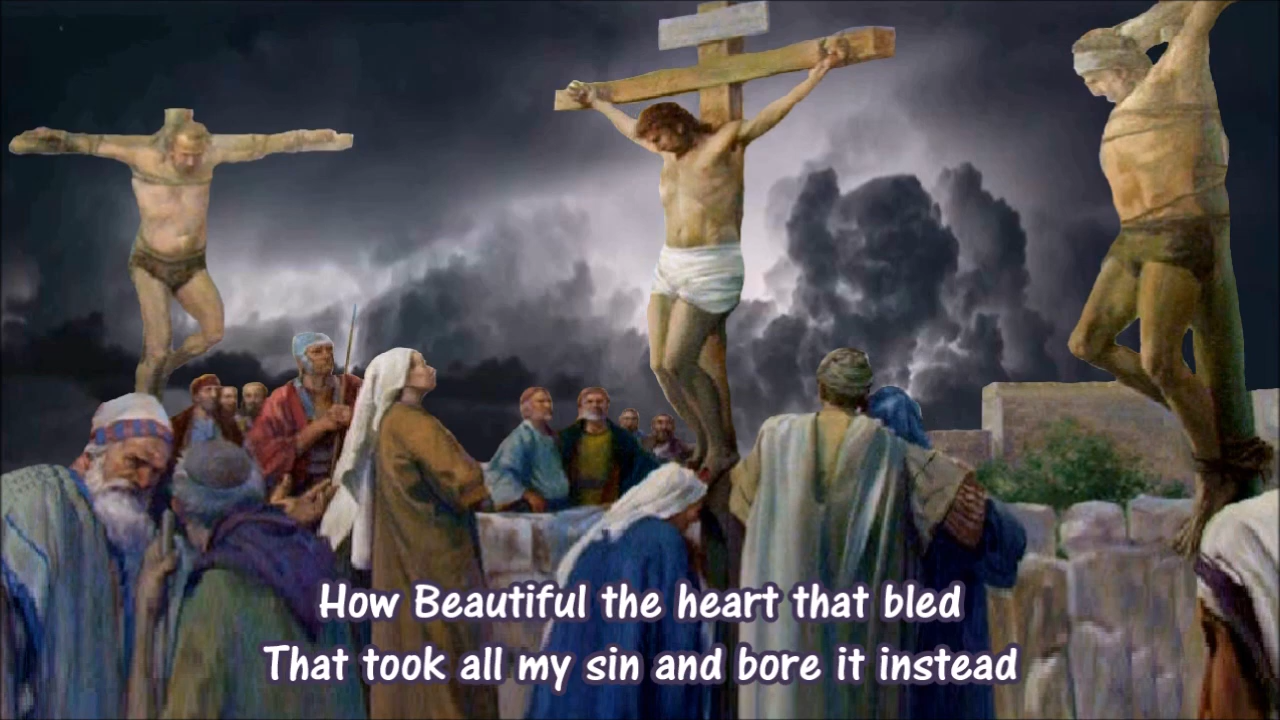 How Beautiful the heart that bled
That took all my sin and bore it instead